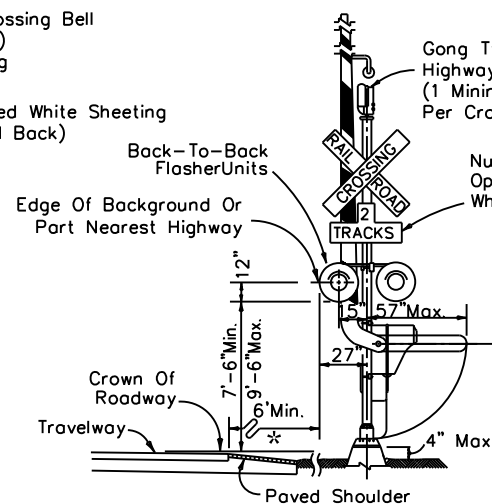 ossing Bell
)
g
ed White Sheeting
d Back)
Gong T
Highway
(1 Minin
Per Cro
Back-To-Back
FlasherUnits
RAIL ROAD
CROSSING
Nu
Op
Wh
2
TRACKS
Edge Of Background Or
Part Nearest Highway
12"
15"
57"Max.
7'-6"Min.
9'-6"Max.
27"
Crown Of
Roadway
6'Min.
*
Travelway
4" Max
Paved Shoulder